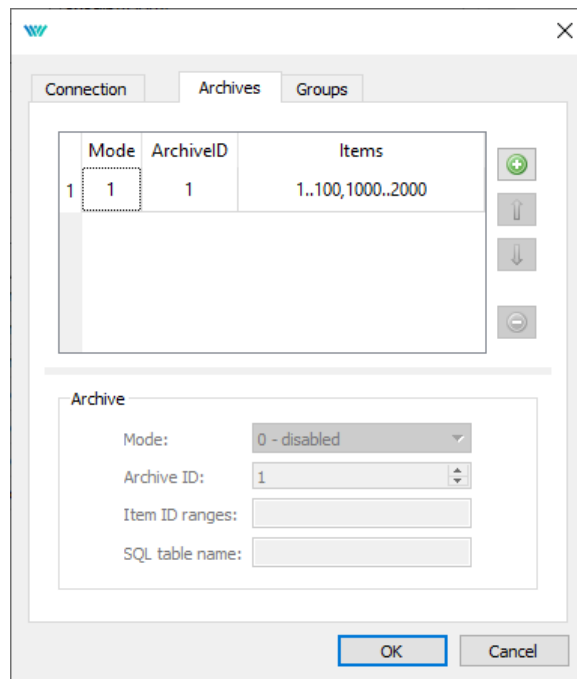 Connection Archives Groups
Mode ArchiveID Items
1 1 1 1..100,1000..2000
Archive
Mode: 0 - disabled
Archive ID: 1
Item ID ranges:
SQL table name:
OK Cancel